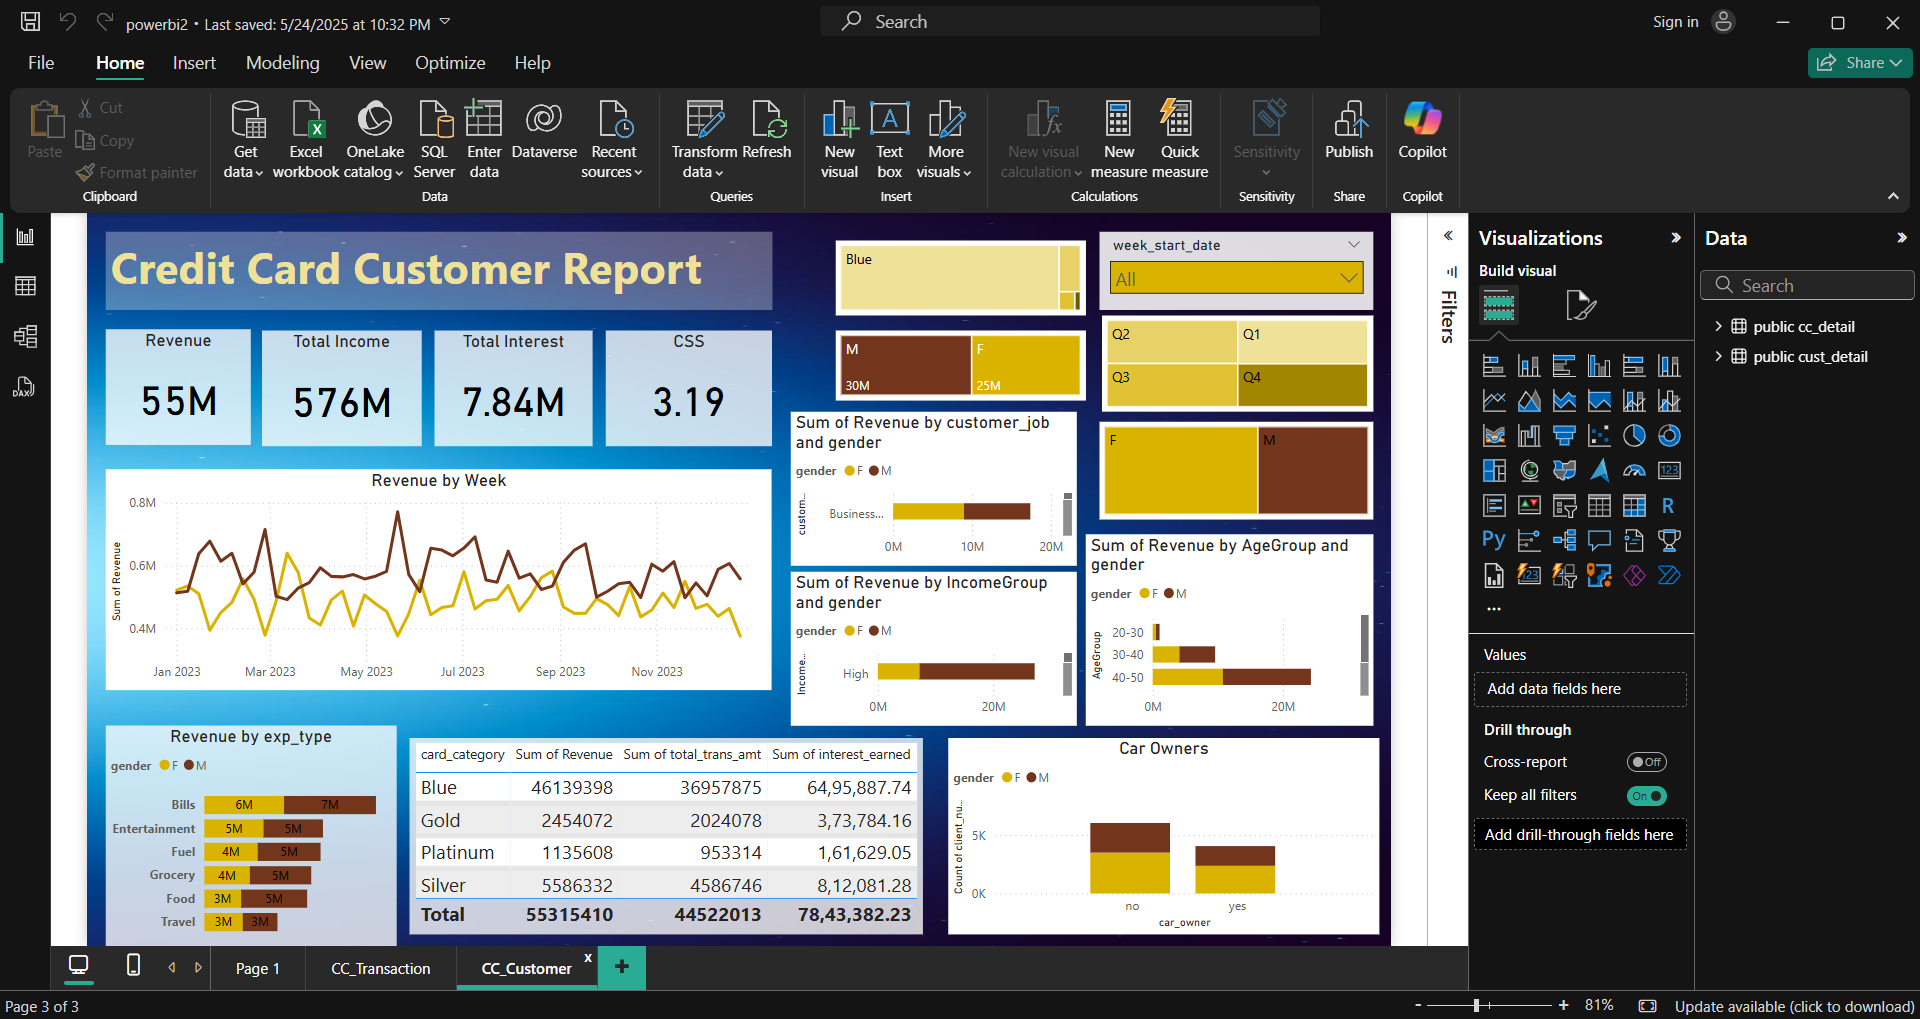 powerbi2 • Last saved: 5/24/2025 at 10:32 PM
Search
Sign in
File
Home
Insert
Modeling
View
Optimize
Help
Share
Paste
Cut
Copy
Format painter
Clipboard
Get data
Excel workbook
OneLake catalog
SQL Server
Enter data
Dataverse
Recent sources
Data
Transform data
Refresh
Queries
New visual
Text box
More visuals
Insert
New visual calculation
New measure
Quick measure
Calculations
Sensitivity
Sensitivity
Publish
Share
Copilot
Copilot
Credit Card Customer Report
Revenue
55M
Total Income
576M
Total Interest
7.84M
CSS
3.19
Blue
M
30M
F
25M
week_start_date
All
Q2
Q1
Q3
Q4
F
M
Revenue by Week
Sum of Revenue
0.8M
0.6M
0.4M
Jan 2023
Mar 2023
May 2023
Jul 2023
Sep 2023
Nov 2023
Sum of Revenue by customer_job
and gender
gender F M
custom...
Business...
0M
10M
20M
Sum of Revenue by IncomeGroup
and gender
gender F M
Income...
High
0M
20M
Sum of Revenue by AgeGroup and
gender
gender F M
AgeGroup
20-30
30-40
40-50
0M
20M
Revenue by exp_type
gender F M
Bills 6M 7M
Entertainment 5M 5M
Fuel 4M 5M
Grocery 4M 5M
Food 3M 5M
Travel 3M 3M
card_category Sum of Revenue Sum of total_trans_amt Sum of interest_earned
Blue 46139398 36957875 64,95,887.74
Gold 2454072 2024078 3,73,784.16
Platinum 1135608 953314 1,61,629.05
Silver 5586332 4586746 8,12,081.28
Total 55315410 44522013 78,43,382.23
Car Owners
gender F M
Count of client_nu...
5K
0K
no
yes
car_owner
Filters
Visualizations
Build visual
123
R
Py
123
...
Values
Add data fields here
Drill through
Cross-report
Off
Keep all filters
On
Add drill-through fields here
Data
Search
public cc_detail
public cust_detail
DAX
Page 1
CC_Transaction
CC_Customer
x
+
Page 3 of 3
- + 81%
Update available (click to download)